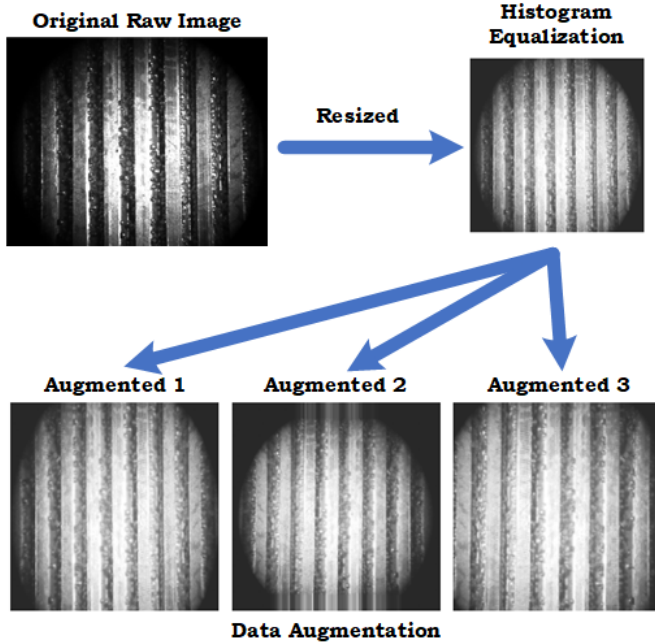 Original Raw Image
Histogram
Equalization
Resized
Augmented 1
Augmented 2
Augmented 3
Data Augmentation